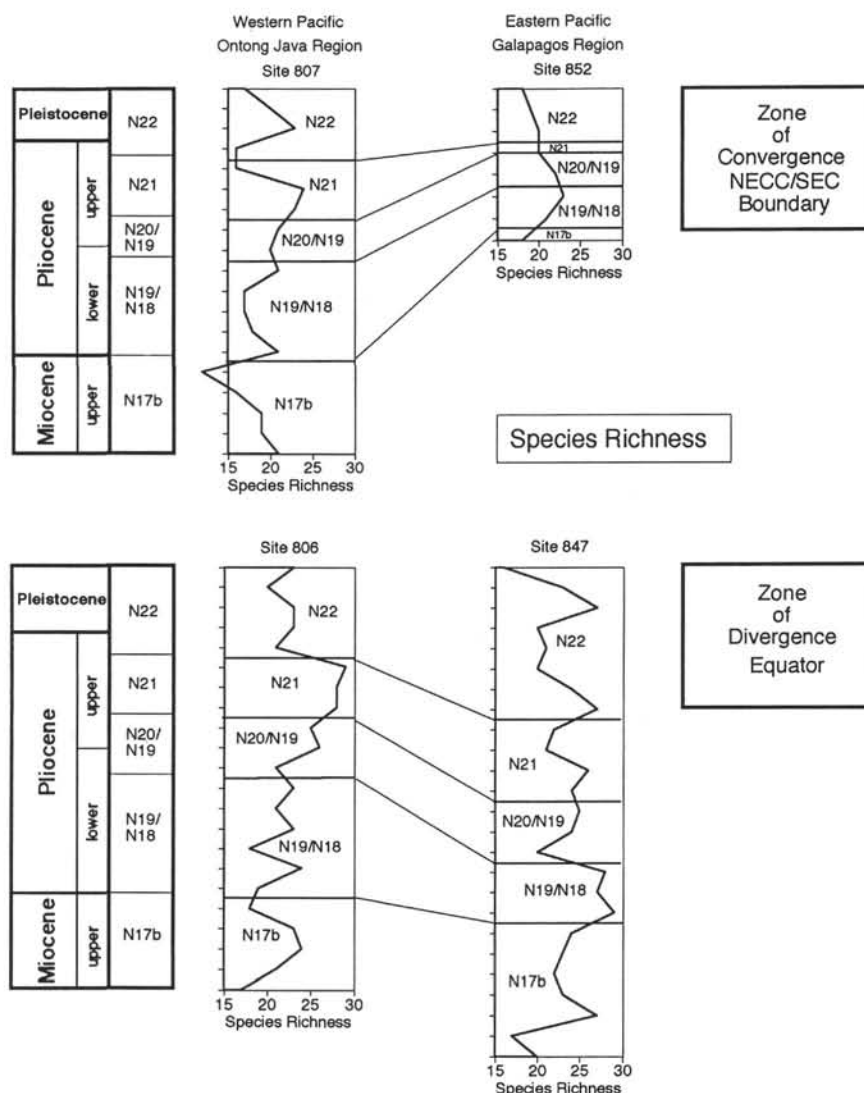 Western Pacific
Ontong Java Region
Site 807
Eastern Pacific
Galapagos Region
Site 852
Pleistocene
Pliocene
upper
lower
Miocene
upper
N22
N21
N20/
N19
N19/
N18
N17b
N22
N21
N20/N19
N19/N18
N17b
15 20 25 30
Species Richness
N22
N21
N20/N19
N19/N18
N17b
15 20 25 30
Species Richness
Zone
of
Convergence
NECC/SEC
Boundary
Species Richness
Site 806
Site 847
Pleistocene
Pliocene
upper
lower
Miocene
upper
N22
N21
N20/
N19
N19/
N18
N17b
N22
N21
N20/N19
N19/N18
N17b
15 20 25 30
Species Richness
N22
N21
N20/N19
N19/N18
N17b
15 20 25 30
Species Richness
Zone
of
Divergence
Equator